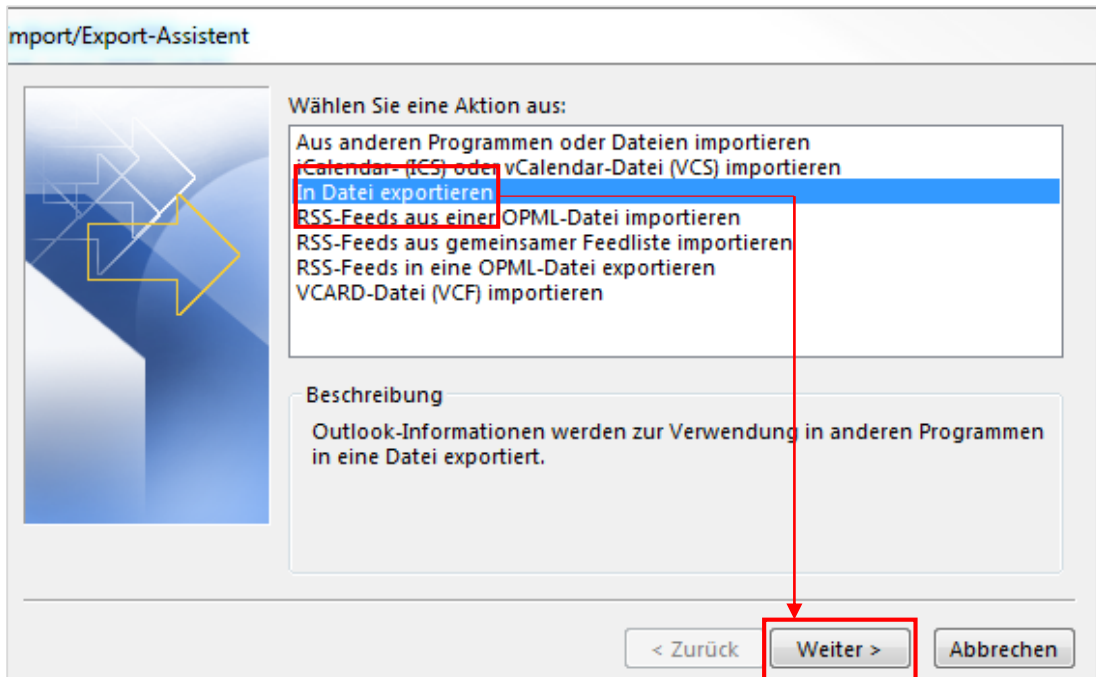 mport/Export-Assistent
Wählen Sie eine Aktion aus:
Aus anderen Programmen oder Dateien importieren
iCalendar- (ICS) oder vCalendar-Datei (VCS) importieren
In Datei exportieren
RSS-Feeds aus einer OPML-Datei importieren
RSS-Feeds aus gemeinsamer Feedliste importieren
RSS-Feeds in eine OPML-Datei exportieren
VCARD-Datei (VCF) importieren
Beschreibung
Outlook-Informationen werden zur Verwendung in anderen Programmen
in eine Datei exportiert.
< Zurück Weiter > Abbrechen